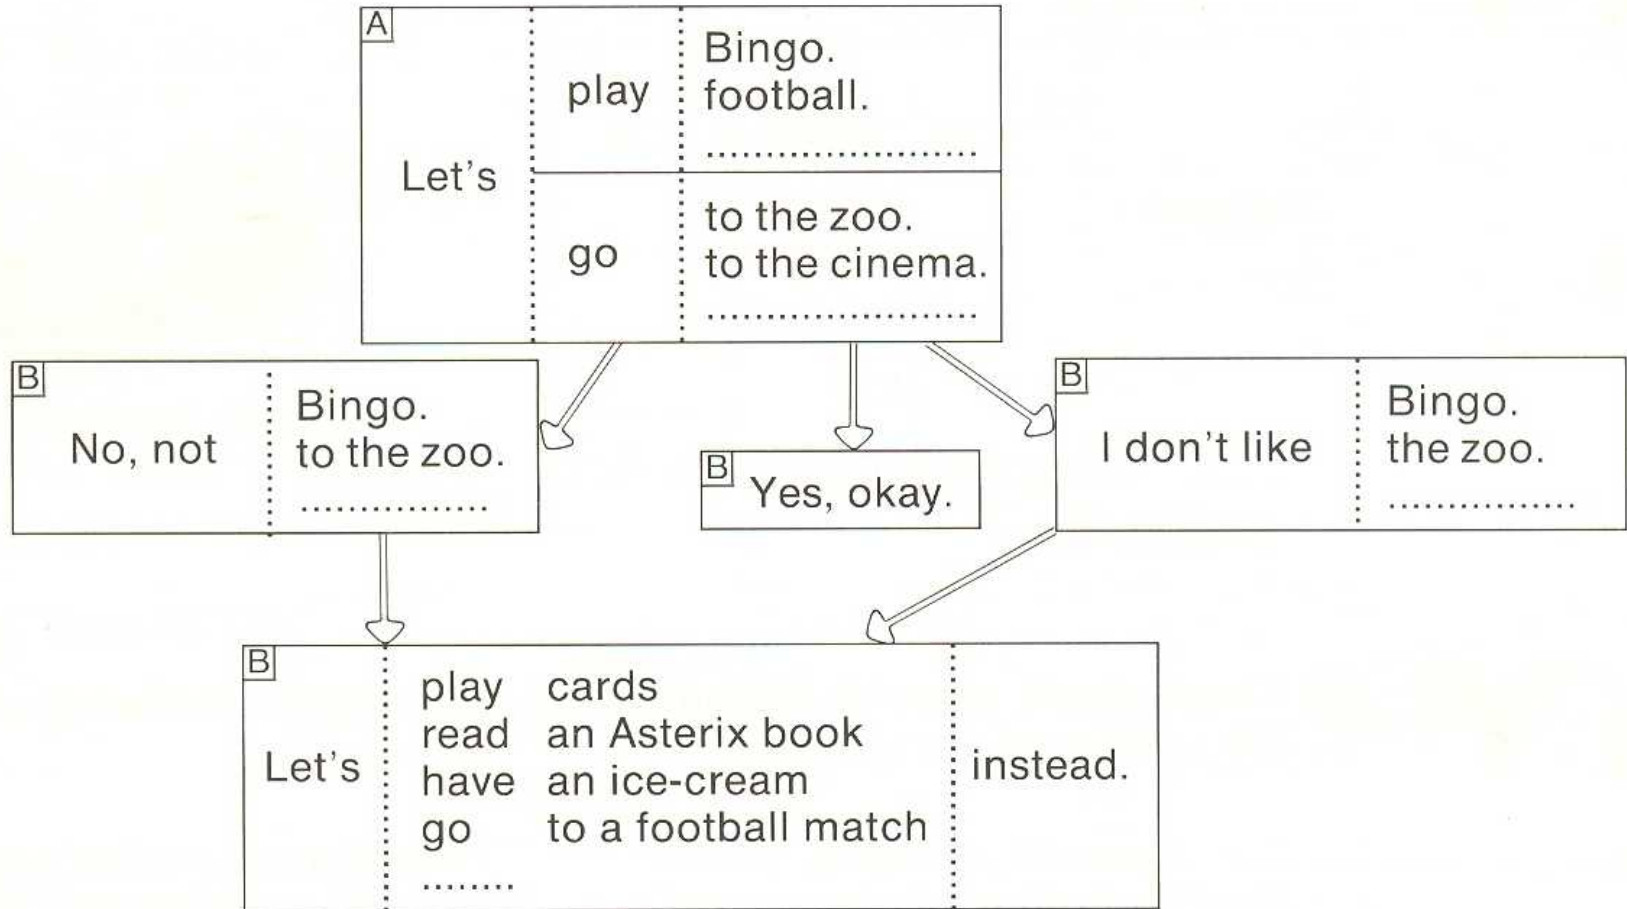 A
Let's
play
Bingo.
football.
......................
go
to the zoo.
to the cinema.
......................
B
No, not
Bingo.
to the zoo.
................
B
Yes, okay.
B
I don't like
Bingo.
the zoo.
................
B
Let's
play cards
read an Asterix book
have an ice-cream
go to a football match
........
instead.